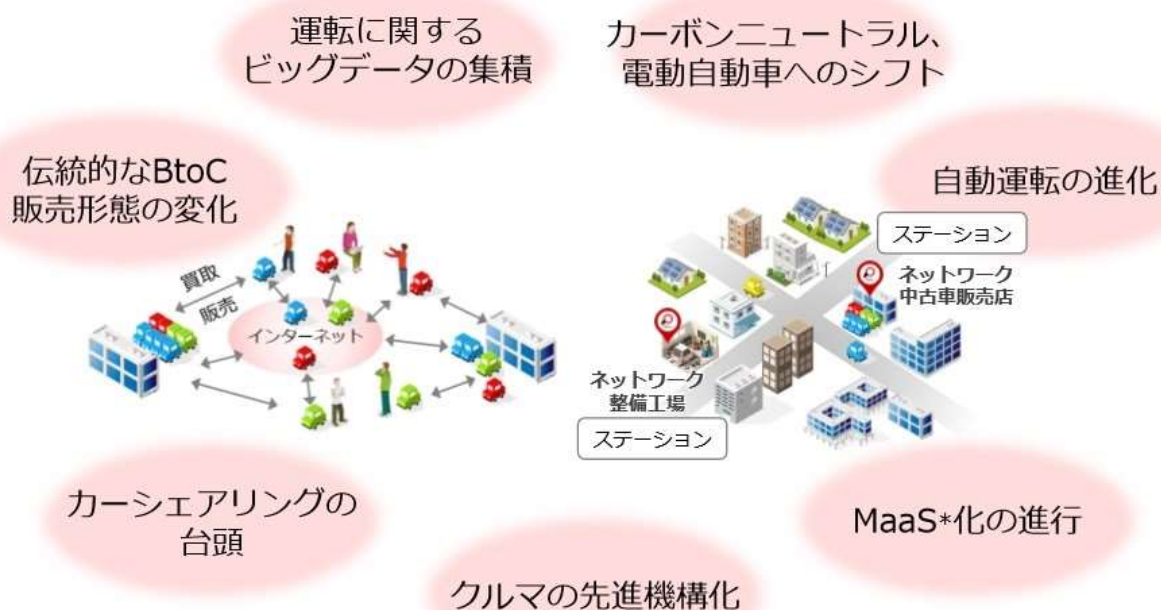 運転に関する
ビッグデータの集積
カーボンニュートラル、
電動自動車へのシフト
伝統的なBtoC
販売形態の変化
自動運転の進化
ステーション
ネットワーク
中古車販売店
買取
販売
インターネット
ネットワーク
整備工場
ステーション
カーシェアリングの
台頭
MaaS*化の進行
クルマの先進機構化